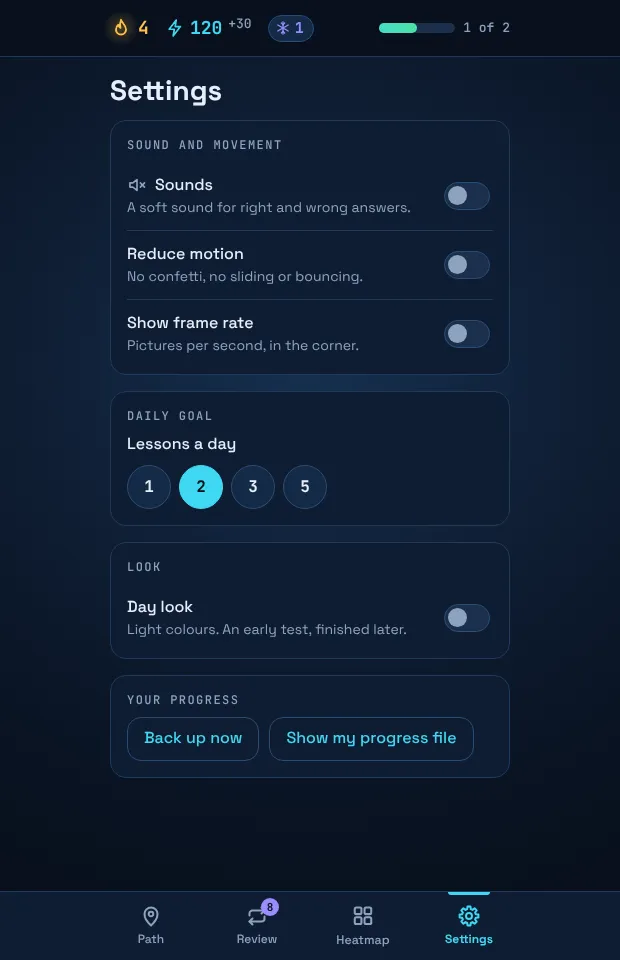 4 120 +30 1 1 of 2
Settings
SOUND AND MOVEMENT
Sounds
A soft sound for right and wrong answers.
Reduce motion
No confetti, no sliding or bouncing.
Show frame rate
Pictures per second, in the corner.
DAILY GOAL
Lessons a day
1 2 3 5
LOOK
Day look
Light colours. An early test, finished later.
YOUR PROGRESS
Back up now Show my progress file
8
Path Review Heatmap Settings